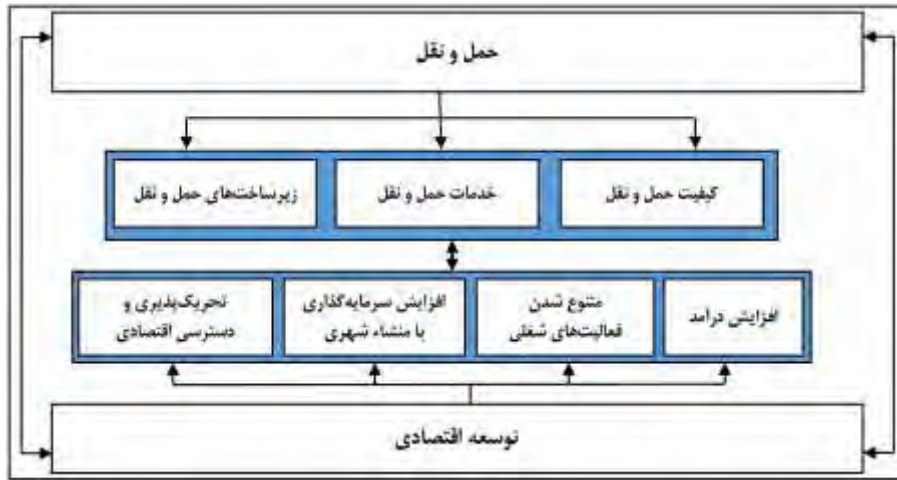 حمل و نقل
کیفیت حمل و نقل
خدمات حمل و نقل
زیرساخت‌های حمل و نقل
افزایش درآمد
متنوع شدن
فعالیت‌های شغلی
افزایش سرمایه‌گذاری
با منشاء شهری
تحریک‌پذیری و
دسترسی اقتصادی
توسعه اقتصادی